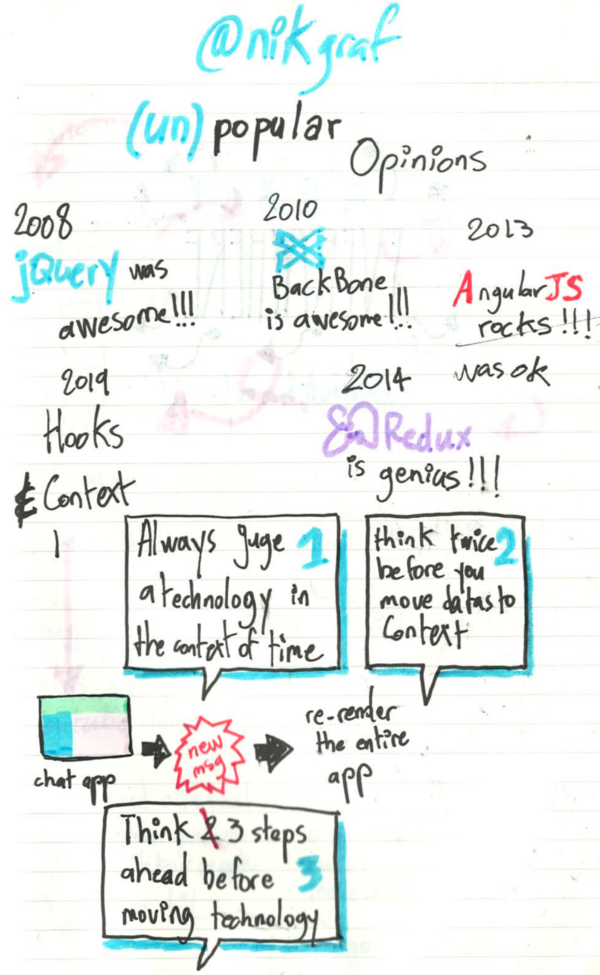 @nikgraf
(un) popular
Opinions
2008
jQuery was
awesome!!!
2010
BackBone
is awesome!!!
2013
AngularJS
rocks!!!
was ok
2019
Hooks
& Context
2014
Redux
is genius!!!
Always juge 1
a technology in
the context of time
think twice 2
before you
move datas to
Context
chat app
new
msg
re-render
the entire
app
Think 2 3 steps
ahead before 3
moving technology